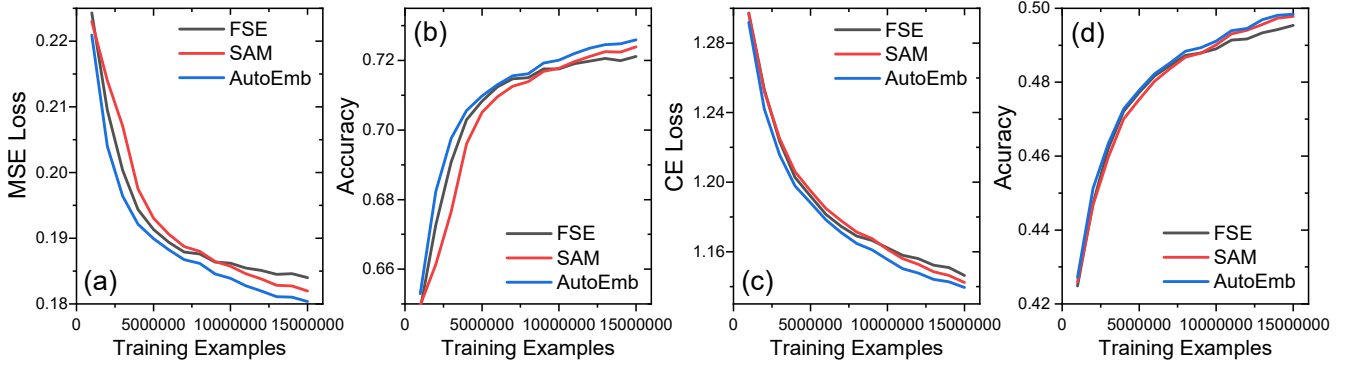 MSE Loss
0.22
0.21
0.20
0.19
0.18
FSE
SAM
AutoEmb
(a)
0 5000000 10000000 15000000
Training Examples
Accuracy
0.72
0.70
0.68
0.66
(b)
FSE
SAM
AutoEmb
0 5000000 10000000 15000000
Training Examples
CE Loss
1.28
1.24
1.20
1.16
FSE
SAM
AutoEmb
(c)
0 5000000 10000000 15000000
Training Examples
Acuracy
0.50
0.48
0.46
0.44
0.42
(d)
FSE
SAM
AutoEmb
0 5000000 10000000 15000000
Training Examples